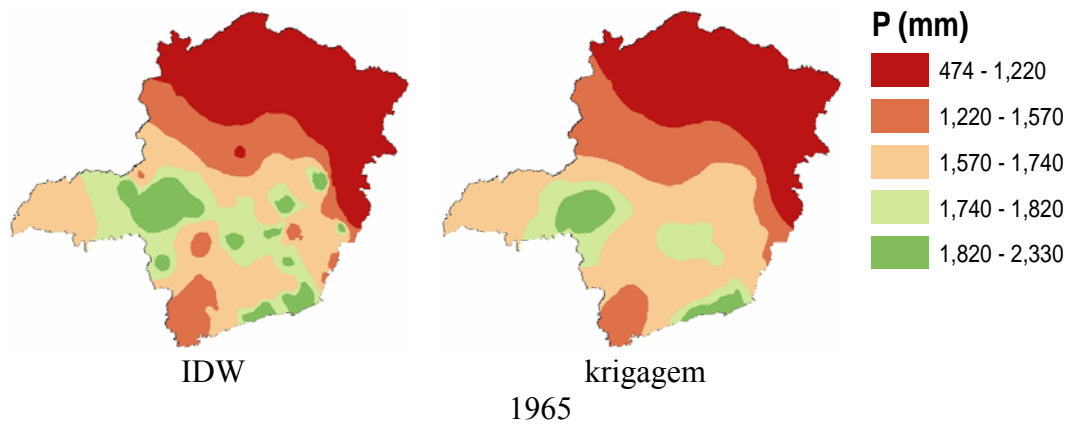 P (mm)
474 - 1,220
1,220 - 1,570
1,570 - 1,740
1,740 - 1,820
1,820 - 2,330
IDW
krigagem
1965